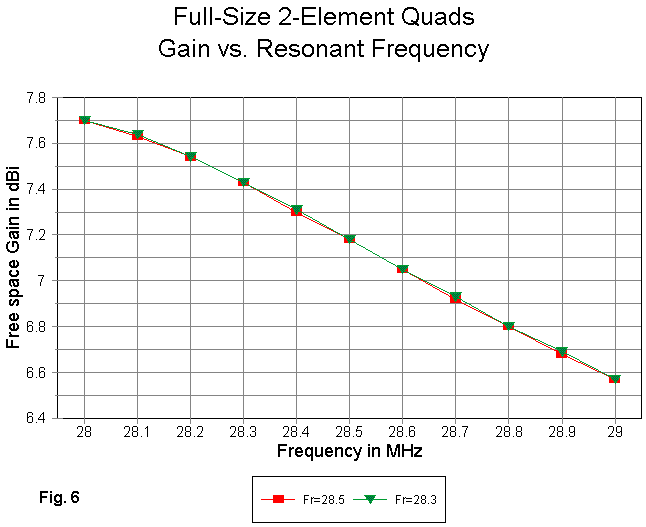 Full-Size 2-Element Quads
Gain vs. Resonant Frequency
Free space Gain in dBi
7.8
7.6
7.4
7.2
7
6.8
6.6
6.4
28 28.1 28.2 28.3 28.4 28.5 28.6 28.7 28.8 28.9 29
Frequency in MHz
Fig. 6
Fr=28.5 Fr=28.3